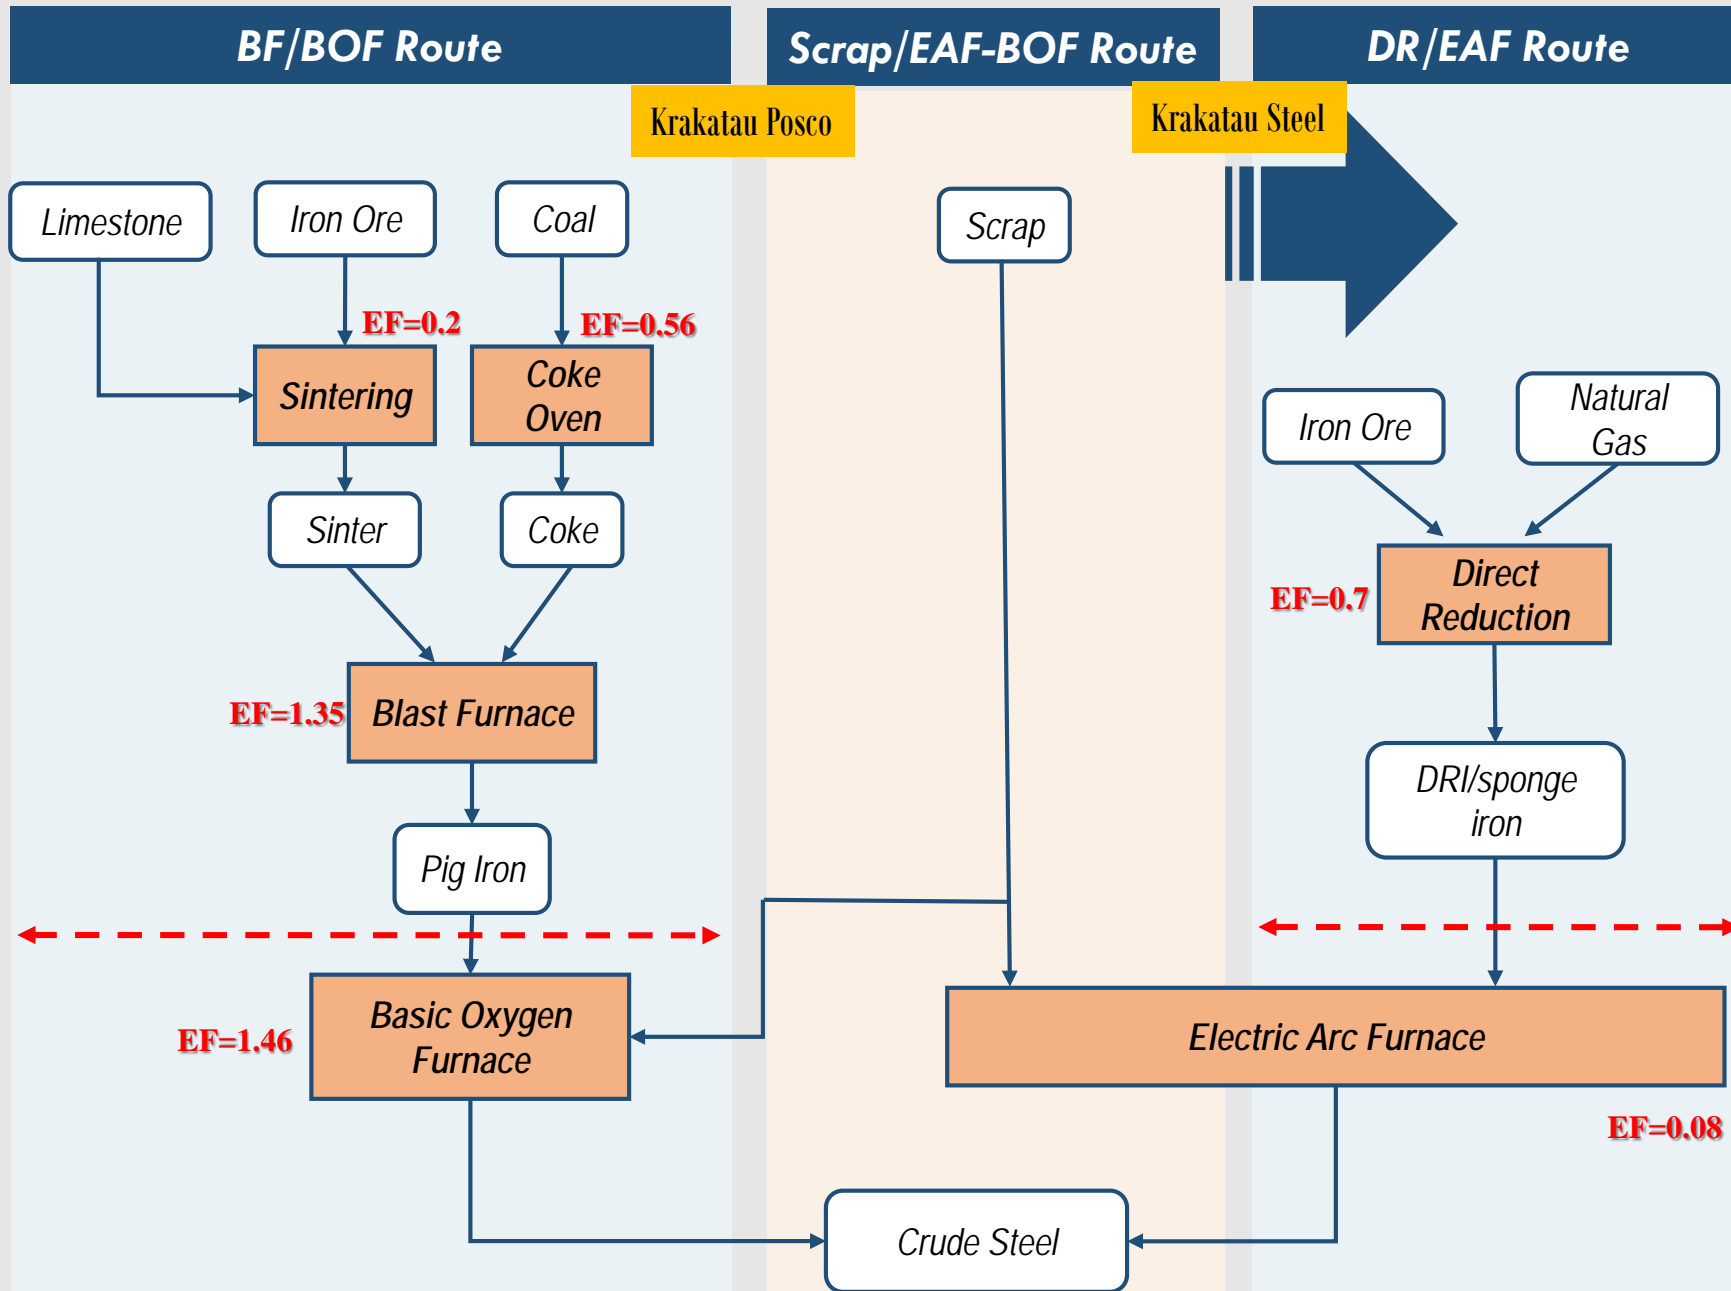 BF/BOF Route
Scrap/EAF-BOF Route
DR/EAF Route
Krakatau Posco
Krakatau Steel
Limestone
Iron Ore
Coal
Scrap
EF=0.2
EF=0.56
Sintering
Coke
Oven
Iron Ore
Natural
Gas
Sinter
Coke
Direct
Reduction
EF=0.7
Blast Furnace
EF=1.35
DRI/sponge
iron
Pig Iron
Basic Oxygen
Furnace
EF=1.46
Electric Arc Furnace
EF=0.08
Crude Steel